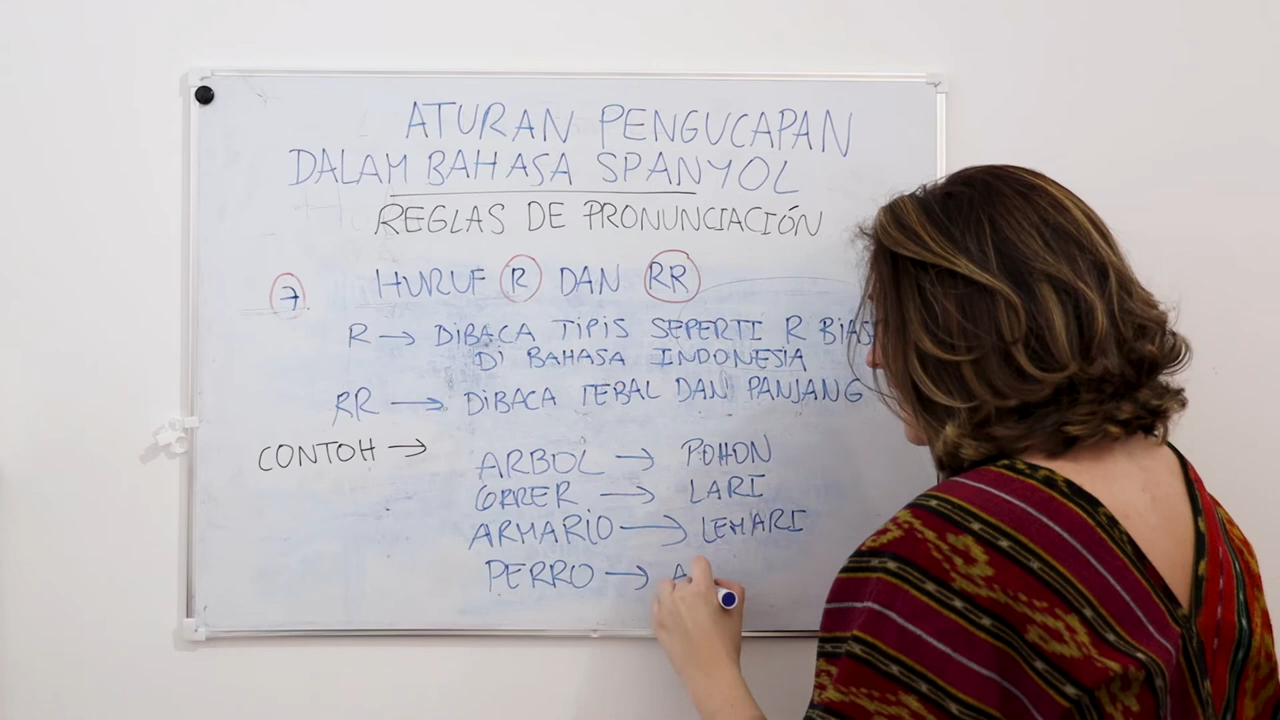 ATURAN PENGUCAPAN
DALAM BAHASA SPANYOL
REGLAS DE PRONUNCIACIÓN
7 HURUF R DAN RR
R → DIBACA TIPIS SEPERTI R BIAS
DI BAHASA INDONESIA
RR → DIBACA TEBAL DAN PANJANG
CONTOH → ARBOL → POHON
CORRER → LARI
ARMARIO → LEMARI
PERRO → A